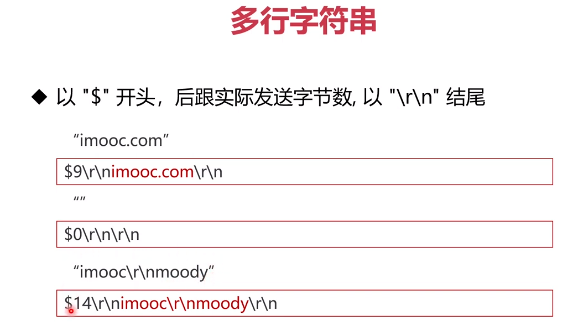 多行字符串
◆ 以 "$" 开头，后跟实际发送字节数, 以 "\r\n" 结尾
“imooc.com”
$9\r\nimooc.com\r\n
“”
$0\r\n\r\n
“imooc\r\nmoody”
$14\r\nimooc\r\nmoody\r\n